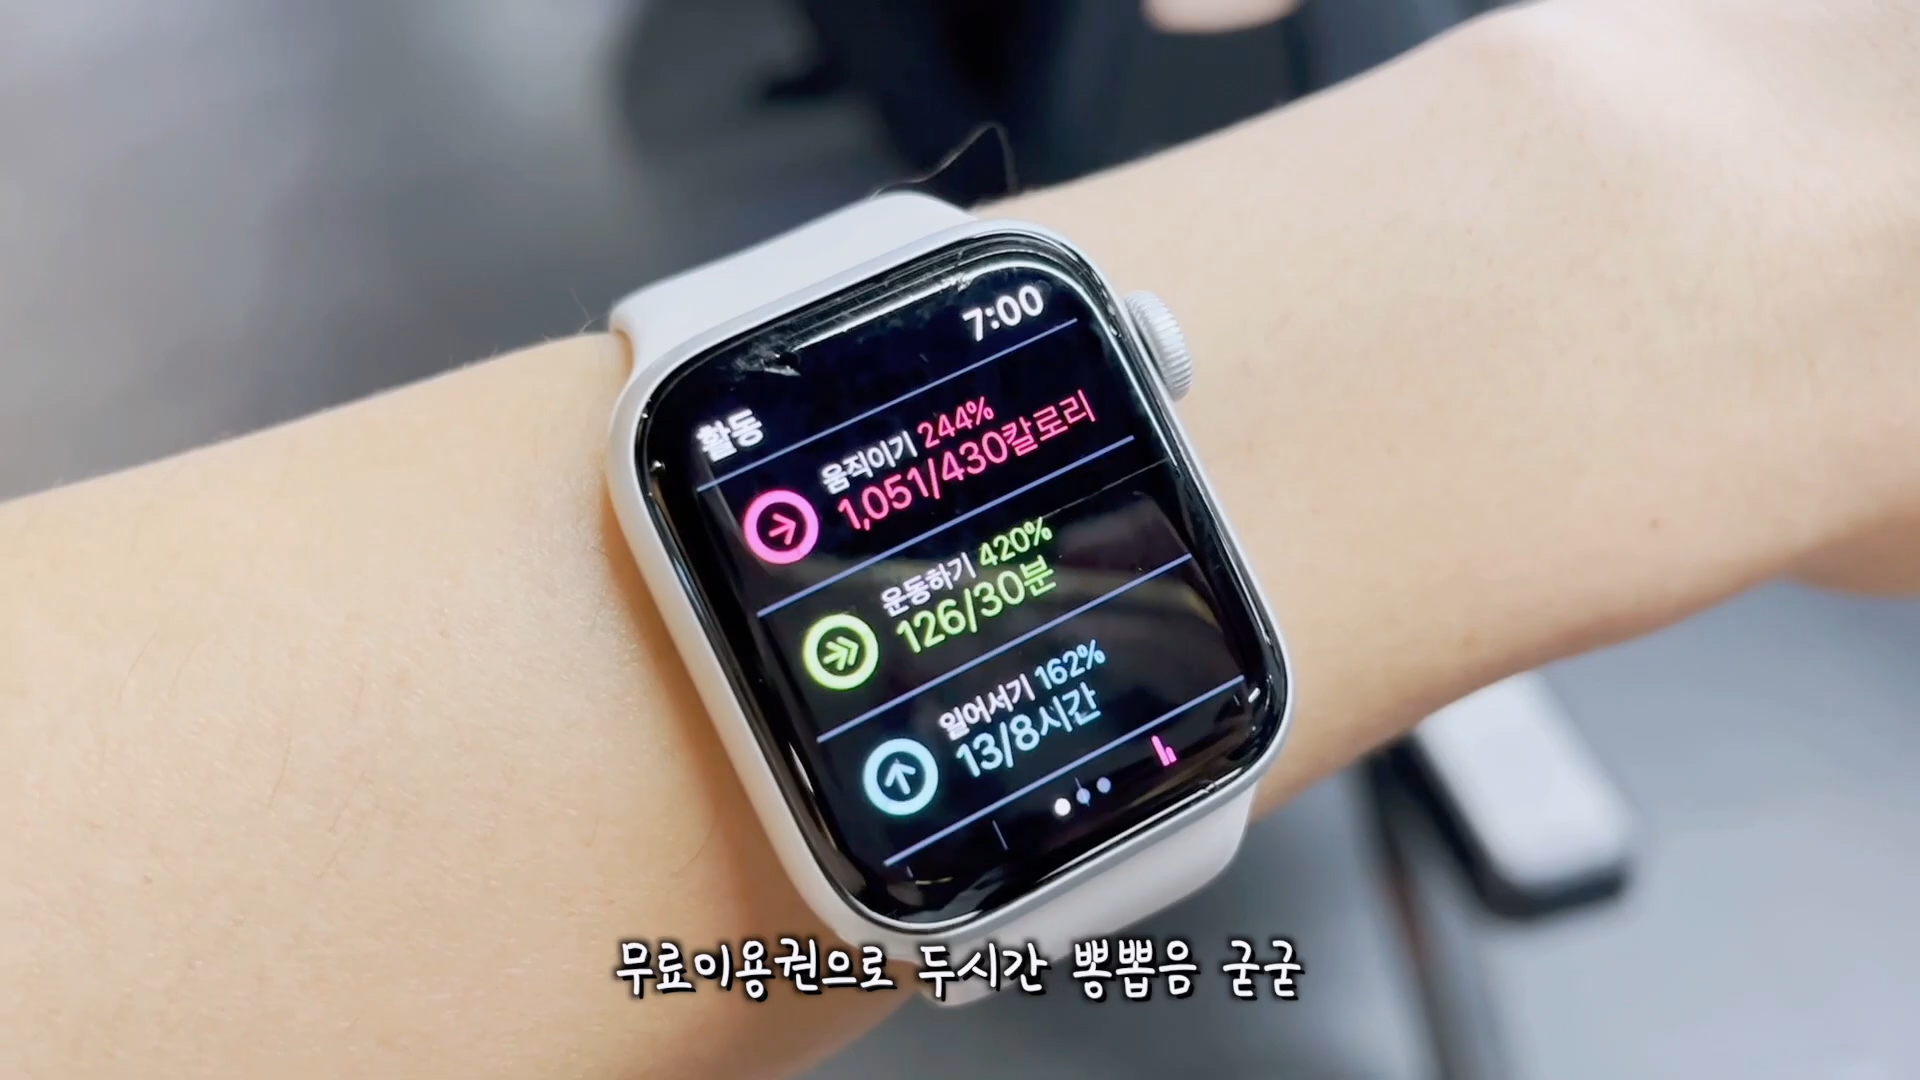 7:00
활동
움직이기 244%
1,051/430칼로리
운동하기 420%
126/30분
일어서기 162%
13/8시간
무료이용권으로 두시간 뽕뽑음 굳굳